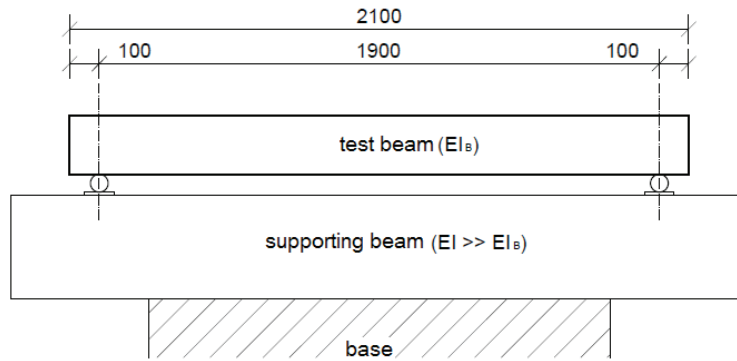 2100
100 1900 100
test beam (EIB)
supporting beam (EI >> EIB)
base